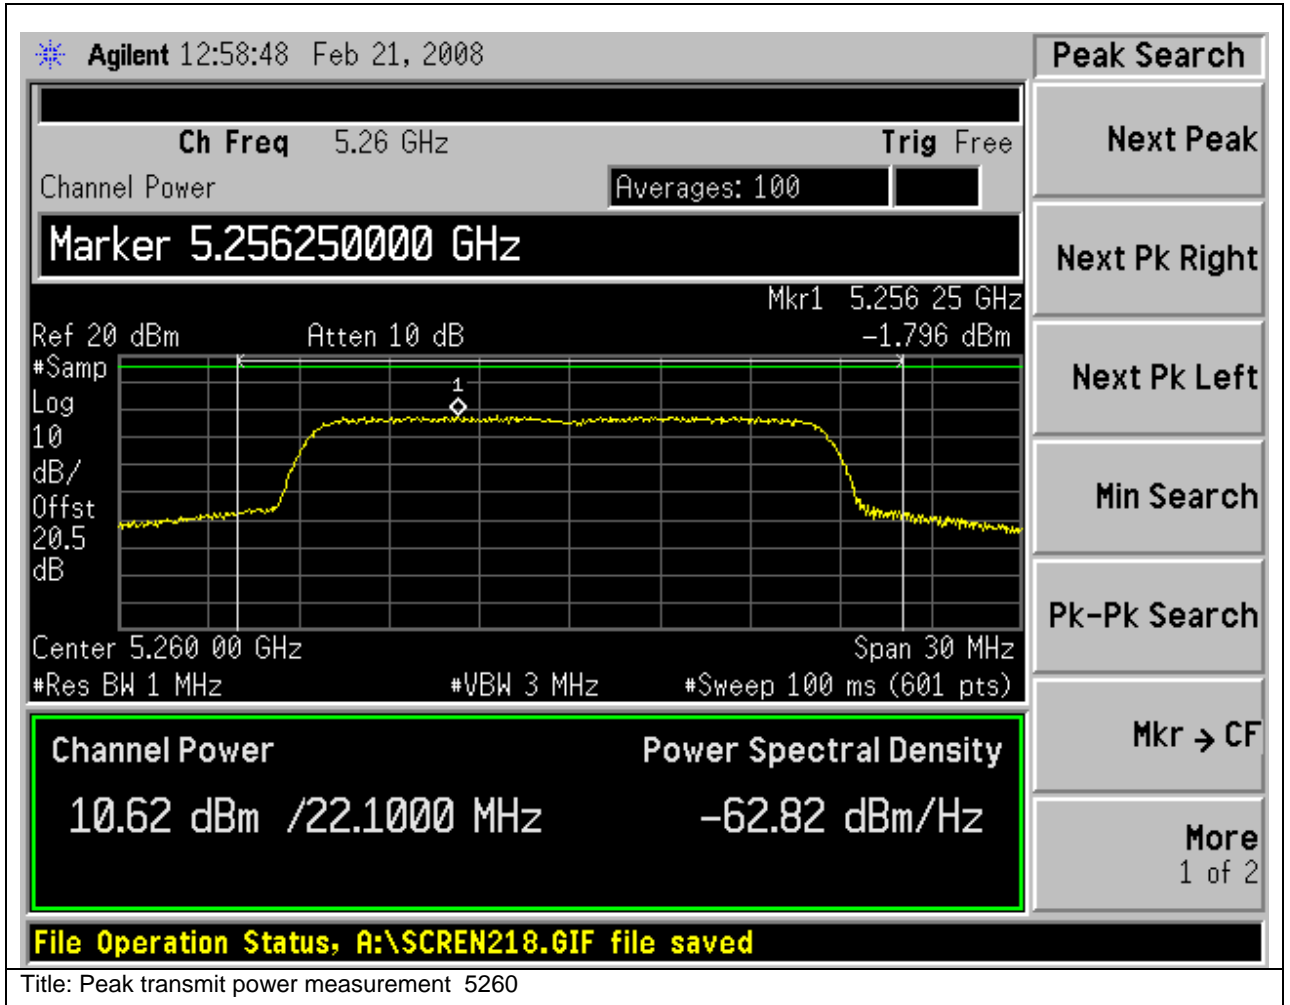 Agilent 12:58:48 Feb 21, 2008
Peak Search
Ch Freq 5.26 GHz
Trig Free
Channel Power
Averages: 100
Marker 5.256250000 GHz
Mkr1 5.256 25 GHz
Ref 20 dBm
Atten 10 dB
-1.796 dBm
#Samp
Log
10
dB/
Offst
20.5
dB
1
Center 5.260 00 GHz
Span 30 MHz
#Res BW 1 MHz
#VBW 3 MHz
#Sweep 100 ms (601 pts)
Channel Power
Power Spectral Density
10.62 dBm /22.1000 MHz
-62.82 dBm/Hz
Next Peak
Next Pk Right
Next Pk Left
Min Search
Pk-Pk Search
Mkr → CF
More
1 of 2
File Operation Status, A:\SCREN218.GIF file saved
Title: Peak transmit power measurement 5260